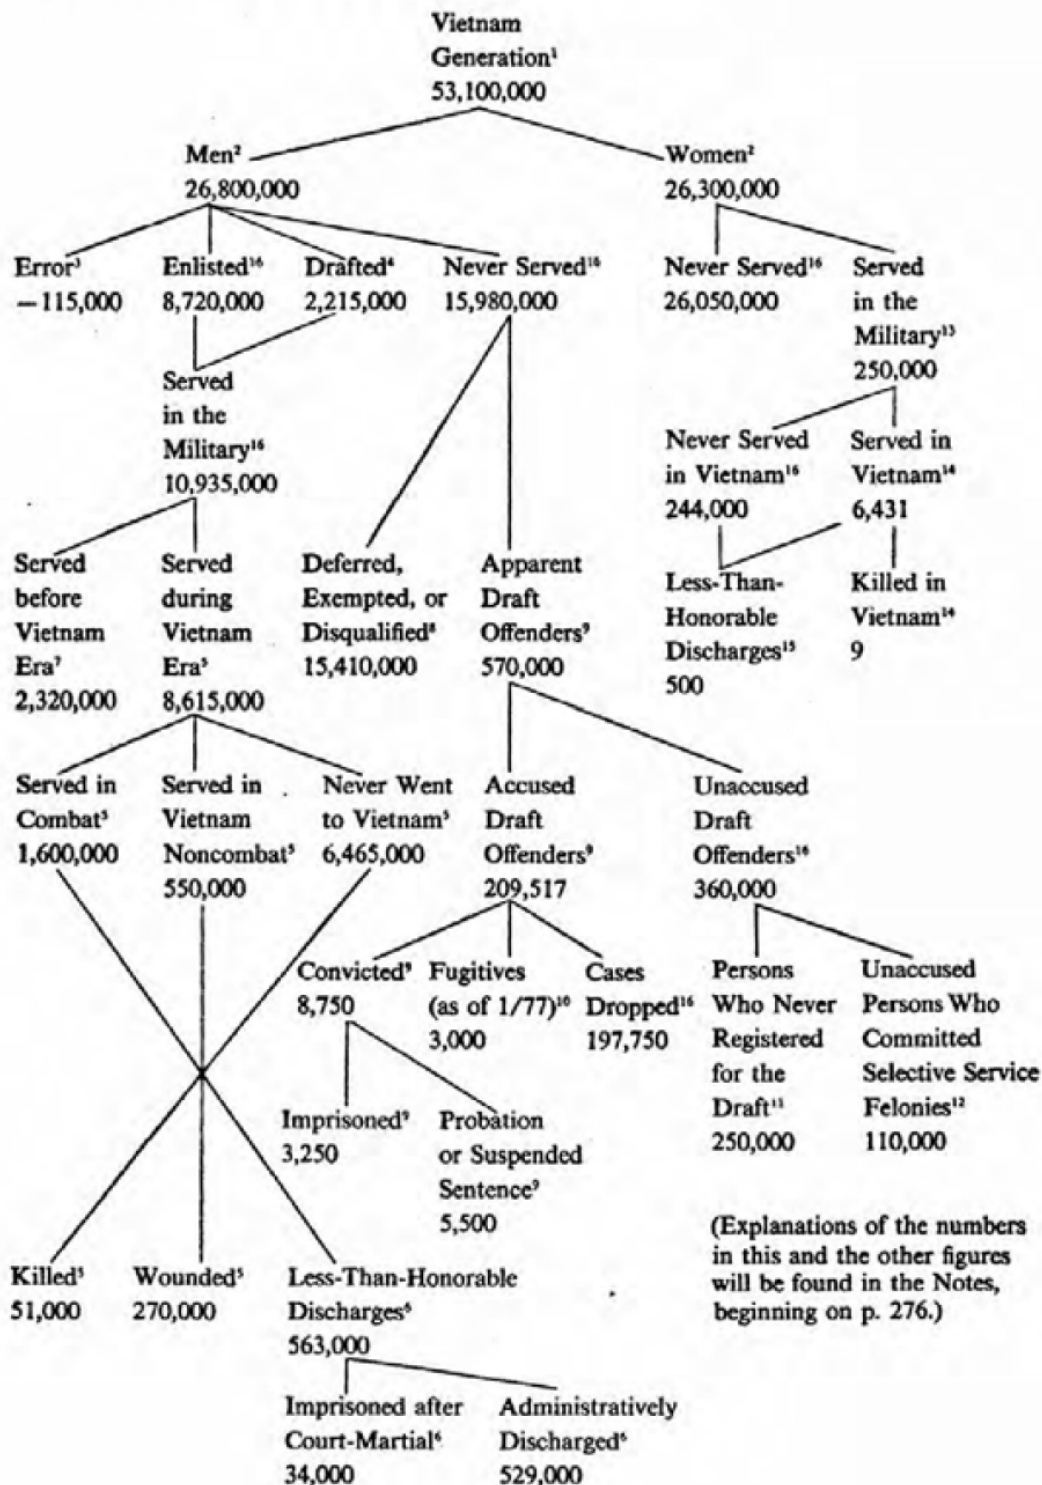 Vietnam
Generation¹
53,100,000
Men²
26,800,000
Women²
26,300,000
Error³
—115,000
Enlisted¹⁶
8,720,000
Drafted⁴
2,215,000
Never Served¹⁶
15,980,000
Never Served¹⁶
26,050,000
Served
in the
Military¹³
250,000
Served
in the
Military¹⁶
10,935,000
Never Served
in Vietnam¹⁶
244,000
Served in
Vietnam¹⁴
6,431
Served
before
Vietnam
Era⁷
2,320,000
Served
during
Vietnam
Era⁵
8,615,000
Deferred,
Exempted, or
Disqualified⁸
15,410,000
Apparent
Draft
Offenders⁹
570,000
Less-Than-
Honorable
Discharges¹⁵
500
Killed in
Vietnam¹⁴
9
Served in
Combat⁵
1,600,000
Served in
Vietnam
Noncombat⁵
550,000
Never Went
to Vietnam⁵
6,465,000
Accused
Draft
Offenders⁹
209,517
Unaccused
Draft
Offenders¹⁶
360,000
Convicted⁹
8,750
Fugitives
(as of 1/77)¹⁰
3,000
Cases
Dropped¹⁶
197,750
Persons
Who Never
Registered
for the
Draft¹¹
250,000
Unaccused
Persons Who
Committed
Selective Service
Felonies¹²
110,000
Imprisoned⁹
3,250
Probation
or Suspended
Sentence⁹
5,500
(Explanations of the numbers
in this and the other figures
will be found in the Notes,
beginning on p. 276.)
Killed⁵
51,000
Wounded⁵
270,000
Less-Than-Honorable
Discharges⁶
563,000
Imprisoned after
Court-Martial⁶
34,000
Administratively
Discharged⁶
529,000